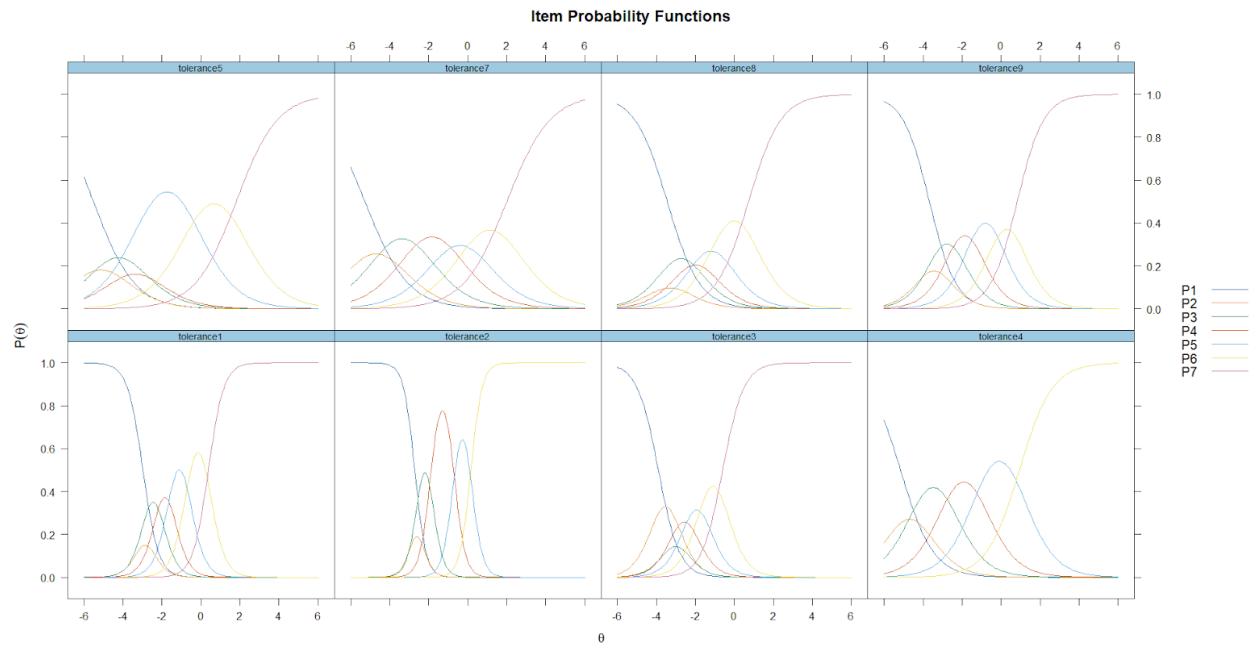 Item Probability Functions
-6 -4 -2 0 2 4 6 -6 -4 -2 0 2 4 6
tolerance5 tolerance7 tolerance8 tolerance9
1.0
0.8
0.6
0.4
0.2
0.0
P(θ)
tolerance1 tolerance2 tolerance3 tolerance4
1.0
0.8
0.6
0.4
0.2
0.0
-6 -4 -2 0 2 4 6 -6 -4 -2 0 2 4 6
θ
P1
P2
P3
P4
P5
P6
P7